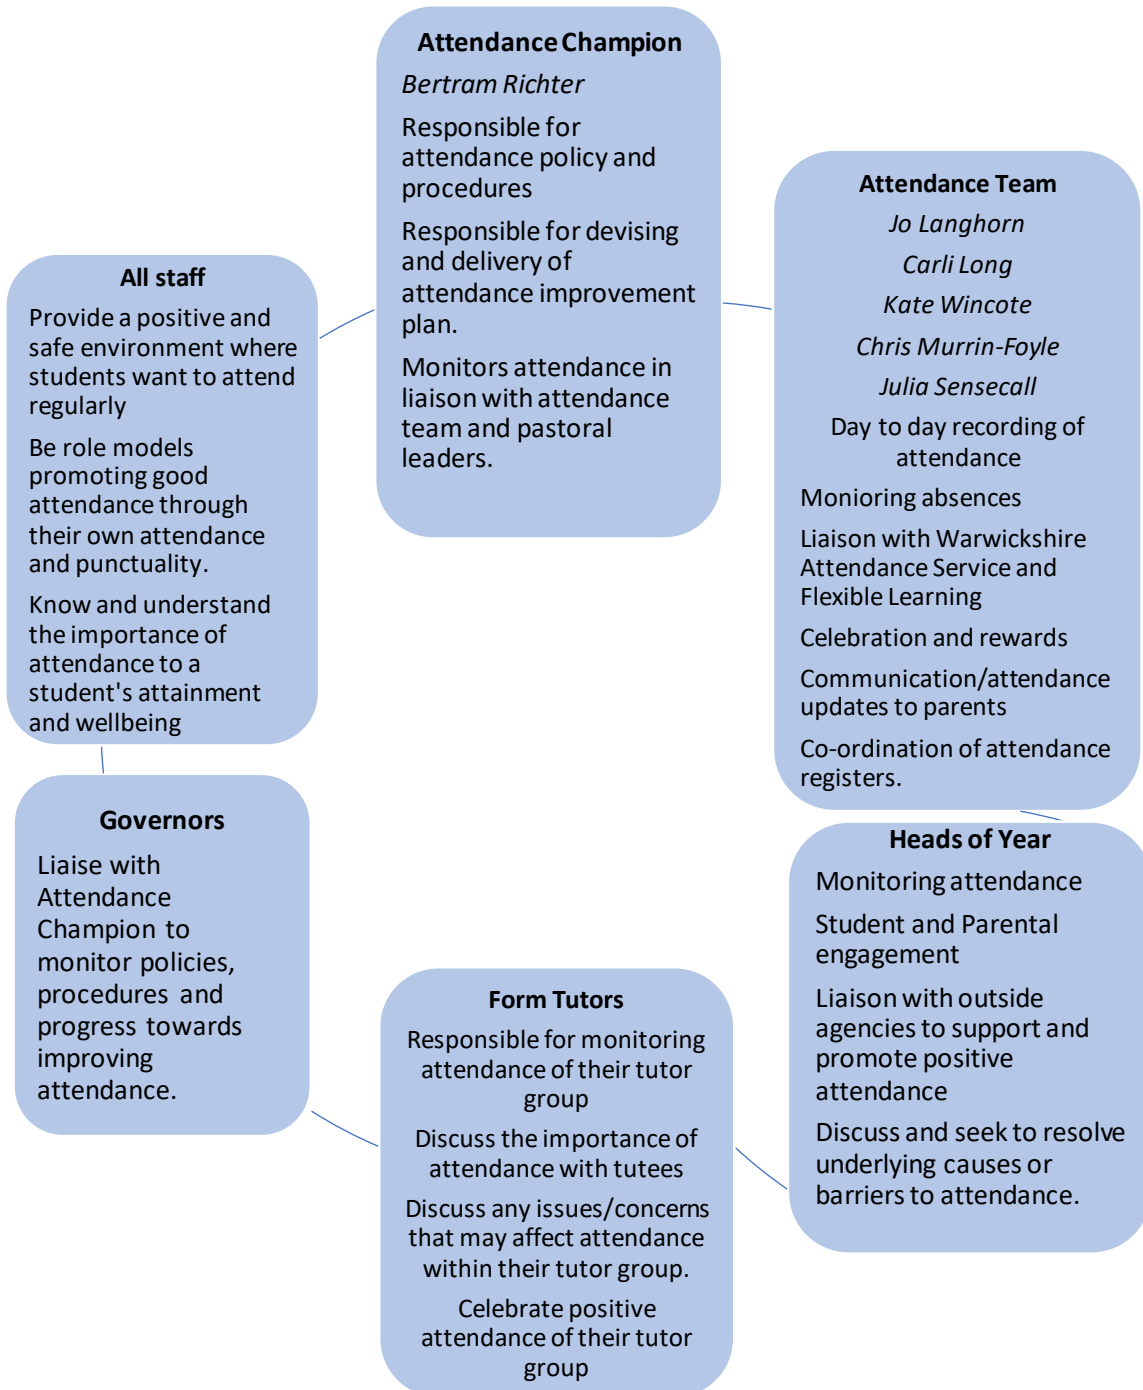 Attendance Champion
Bertram Richter
Responsible for
attendance policy and
procedures
Responsible for devising
and delivery of
attendance improvement
plan.
Monitors attendance in
liaison with attendance
team and pastoral
leaders.
Attendance Team
Jo Langhorn
Carli Long
Kate Wincote
Chris Murrin-Foyle
Julia Sensecall
Day to day recording of
attendance
Monioring absences
Liaison with Warwickshire
Attendance Service and
Flexible Learning
Celebration and rewards
Communication/attendance
updates to parents
Co-ordination of attendance
registers.
Heads of Year
Monitoring attendance
Student and Parental
engagement
Liaison with outside
agencies to support and
promote positive
attendance
Discuss and seek to resolve
underlying causes or
barriers to attendance.
Form Tutors
Responsible for monitoring
attendance of their tutor
group
Discuss the importance of
attendance with tutees
Discuss any issues/concerns
that may affect attendance
within their tutor group.
Celebrate positive
attendance of their tutor
group
Governors
Liaise with
Attendance
Champion to
monitor policies,
procedures and
progress towards
improving
attendance.
All staff
Provide a positive and
safe environment where
students want to attend
regularly
Be role models
promoting good
attendance through
their own attendance
and punctuality.
Know and understand
the importance of
attendance to a
student's attainment
and wellbeing